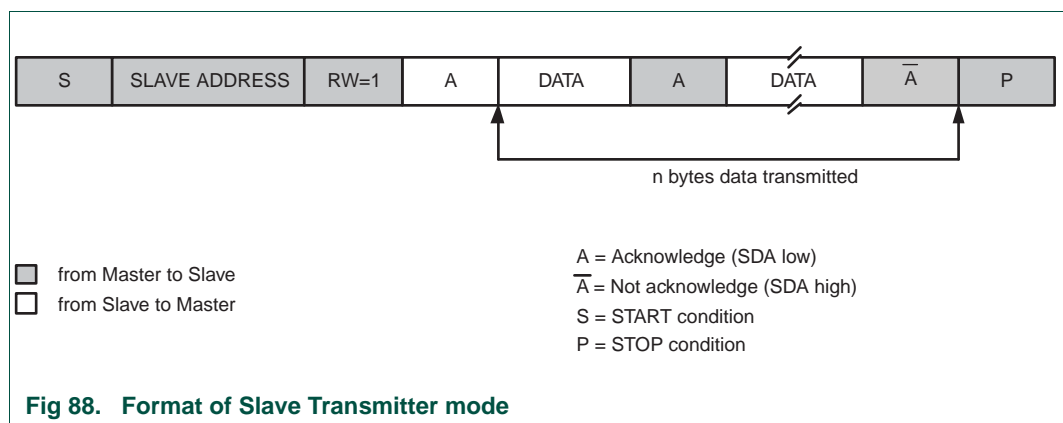 S SLAVE ADDRESS RW=1 A DATA A DATA A̅ P
n bytes data transmitted
from Master to Slave
from Slave to Master
A = Acknowledge (SDA low)
A̅ = Not acknowledge (SDA high)
S = START condition
P = STOP condition
Fig 88. Format of Slave Transmitter mode